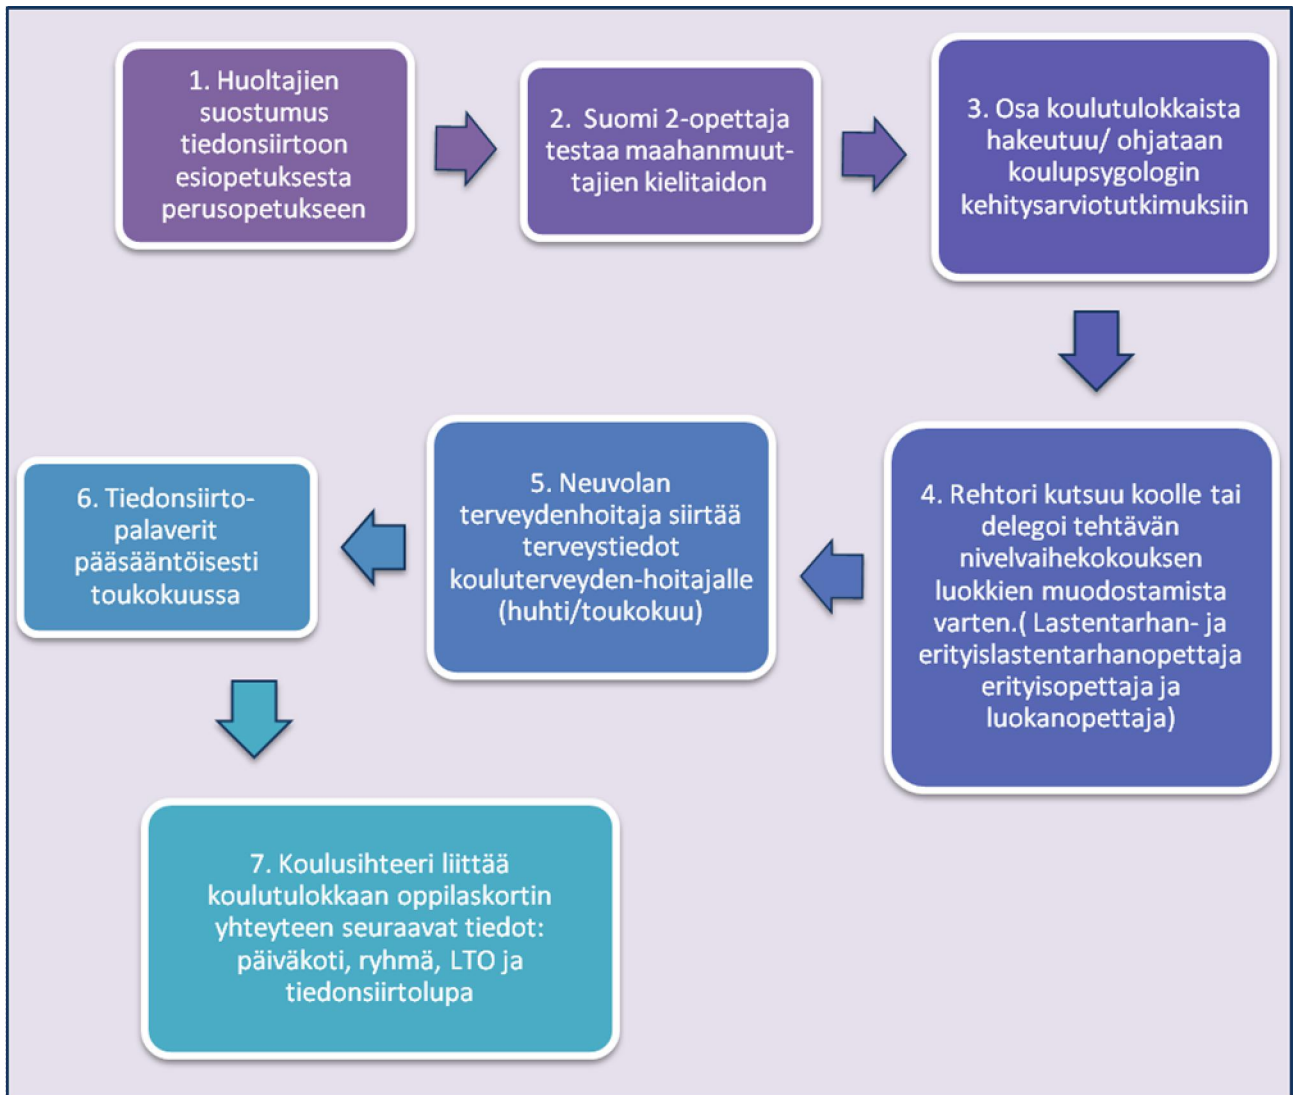 1. Huoltajien
suostumus
tiedonsiirtoon
esiopetuksesta
perusopetukseen
2. Suomi 2-opettaja
testaa maahanmuut-
tajien kielitaidon
3. Osa koulutulokkaista
hakeutuu/ ohjataan
koulupsygologin
kehitysarviotutkimuksiin
4. Rehtori kutsuu koolle tai
delegoi tehtävän
nivelvaihekokouksen
luokkien muodostamista
varten.( Lastentarhan- ja
erityislastentarhanopettaja
erityisopettaja ja
luokanopettaja)
5. Neuvolan
terveydenhoitaja siirtää
terveystiedot
kouluterveyden-hoitajalle
(huhti/toukokuu)
6. Tiedonsiirto-
palaverit
pääsääntöisesti
toukokuussa
7. Koulusihteeri liittää
koulutulokkaan oppilaskortin
yhteyteen seuraavat tiedot:
päiväkoti, ryhmä, LTO ja
tiedonsiirtolupa